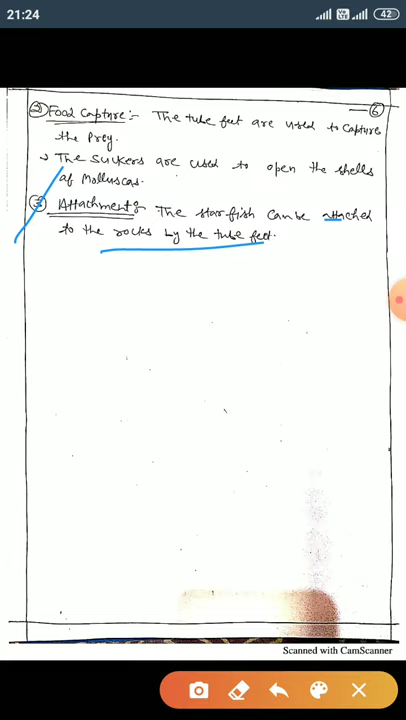 21:24
42
② Food Capture:- The tube feet are used to Capture
— 6
the Prey.
→ The Suckers are used to open the shells
of Molluscas.
③ Attachment: The star-fish can be attached
to the rocks by the tube feet.
Scanned with CamScanner